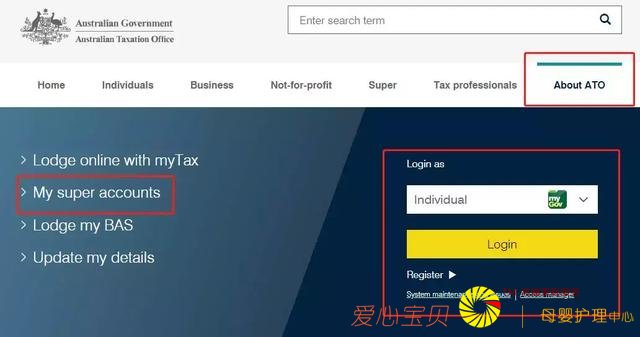 Australian Government
Australian Taxation Office
Enter search term
Home Individuals Business Not-for-profit Super Tax professionals About ATO
Lodge online with myTax
My super accounts
Lodge my BAS
Update my details
Login as
Individual
my
Gov
Login
Register
System maintenance
Access manager
爱心宝贝
母婴护理中心